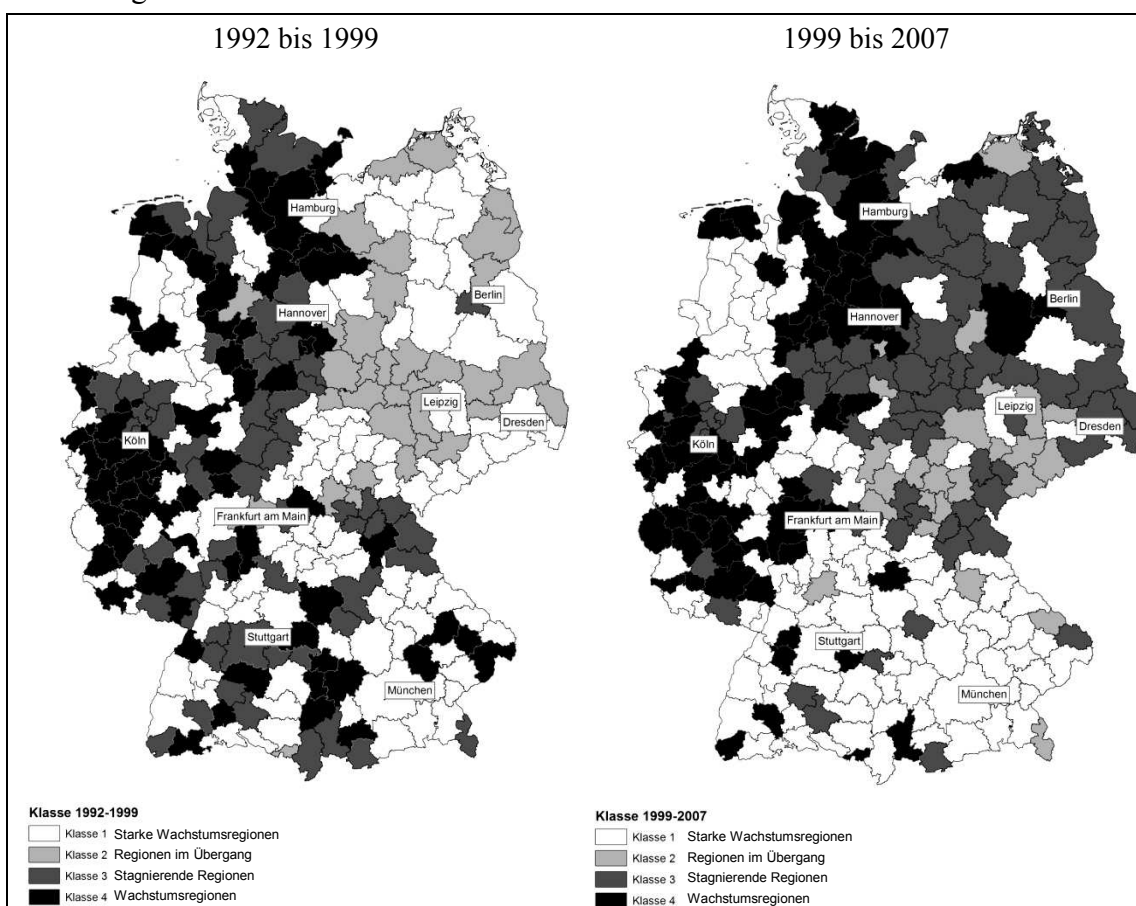 1992 bis 1999
1999 bis 2007
Hamburg
Berlin
Hannover
Leipzig
Dresden
Köln
Frankfurt am Main
Stuttgart
München
Hamburg
Berlin
Hannover
Leipzig
Dresden
Köln
Frankfurt am Main
Stuttgart
München
Klasse 1992-1999
Klasse 1 Starke Wachstumsregionen
Klasse 2 Regionen im Übergang
Klasse 3 Stagnierende Regionen
Klasse 4 Wachstumsregionen
Klasse 1999-2007
Klasse 1 Starke Wachstumsregionen
Klasse 2 Regionen im Übergang
Klasse 3 Stagnierende Regionen
Klasse 4 Wachstumsregionen